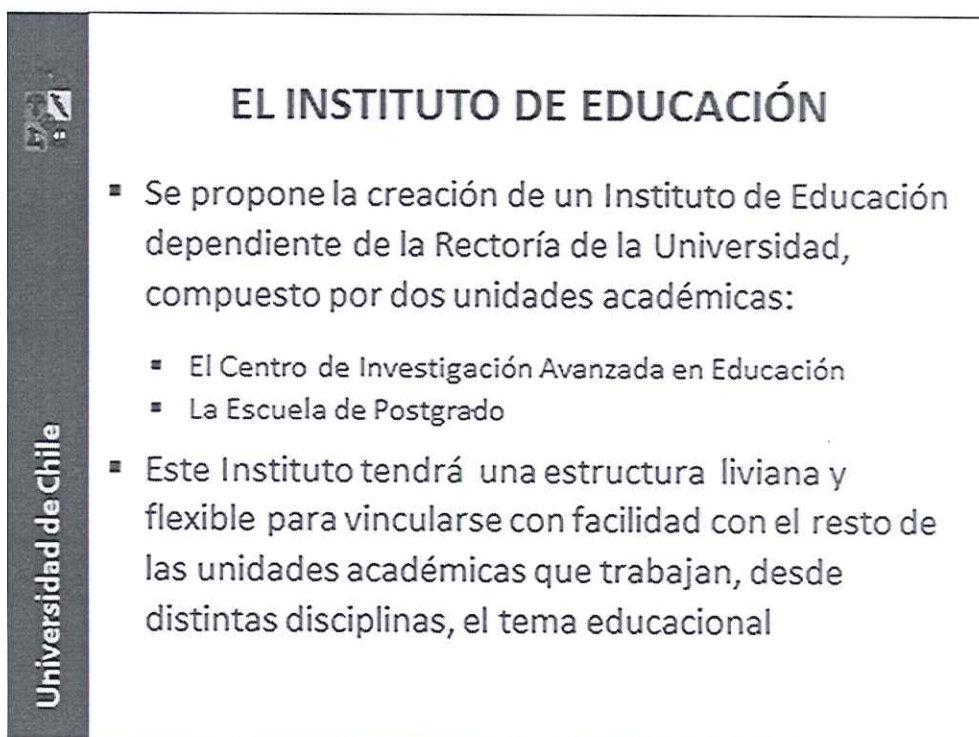 EL INSTITUTO DE EDUCACIÓN
▪ Se propone la creación de un Instituto de Educación
dependiente de la Rectoría de la Universidad,
compuesto por dos unidades académicas:
▪ El Centro de Investigación Avanzada en Educación
▪ La Escuela de Postgrado
▪ Este Instituto tendrá una estructura liviana y
flexible para vincularse con facilidad con el resto de
las unidades académicas que trabajan, desde
distintas disciplinas, el tema educacional
Universidad de Chile